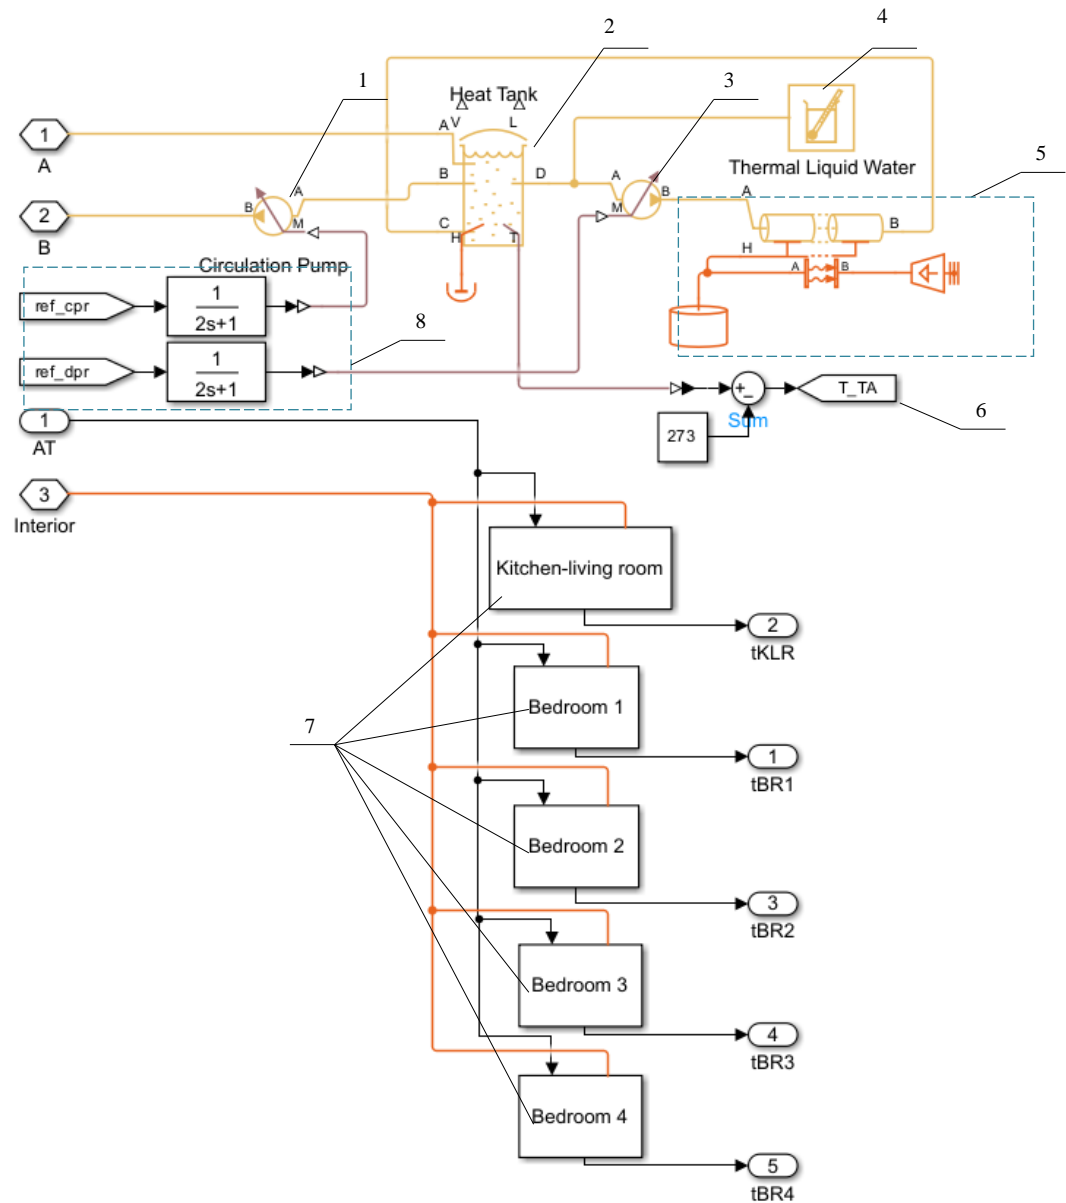 4
2
1
3
Heat Tank
V
L
1
A
A
Thermal Liquid Water
5
B
D
A
B
A
2
B
B
A
M
M
C
H
T
B
H
A
B
Circulation Pump
ref_cpr
1
2s+1
8
ref_dpr
1
2s+1
+
-
T_TA
6
273
Sum
1
AT
3
Interior
Kitchen-living room
2
tKLR
7
Bedroom 1
1
tBR1
Bedroom 2
3
tBR2
Bedroom 3
4
tBR3
Bedroom 4
5
tBR4